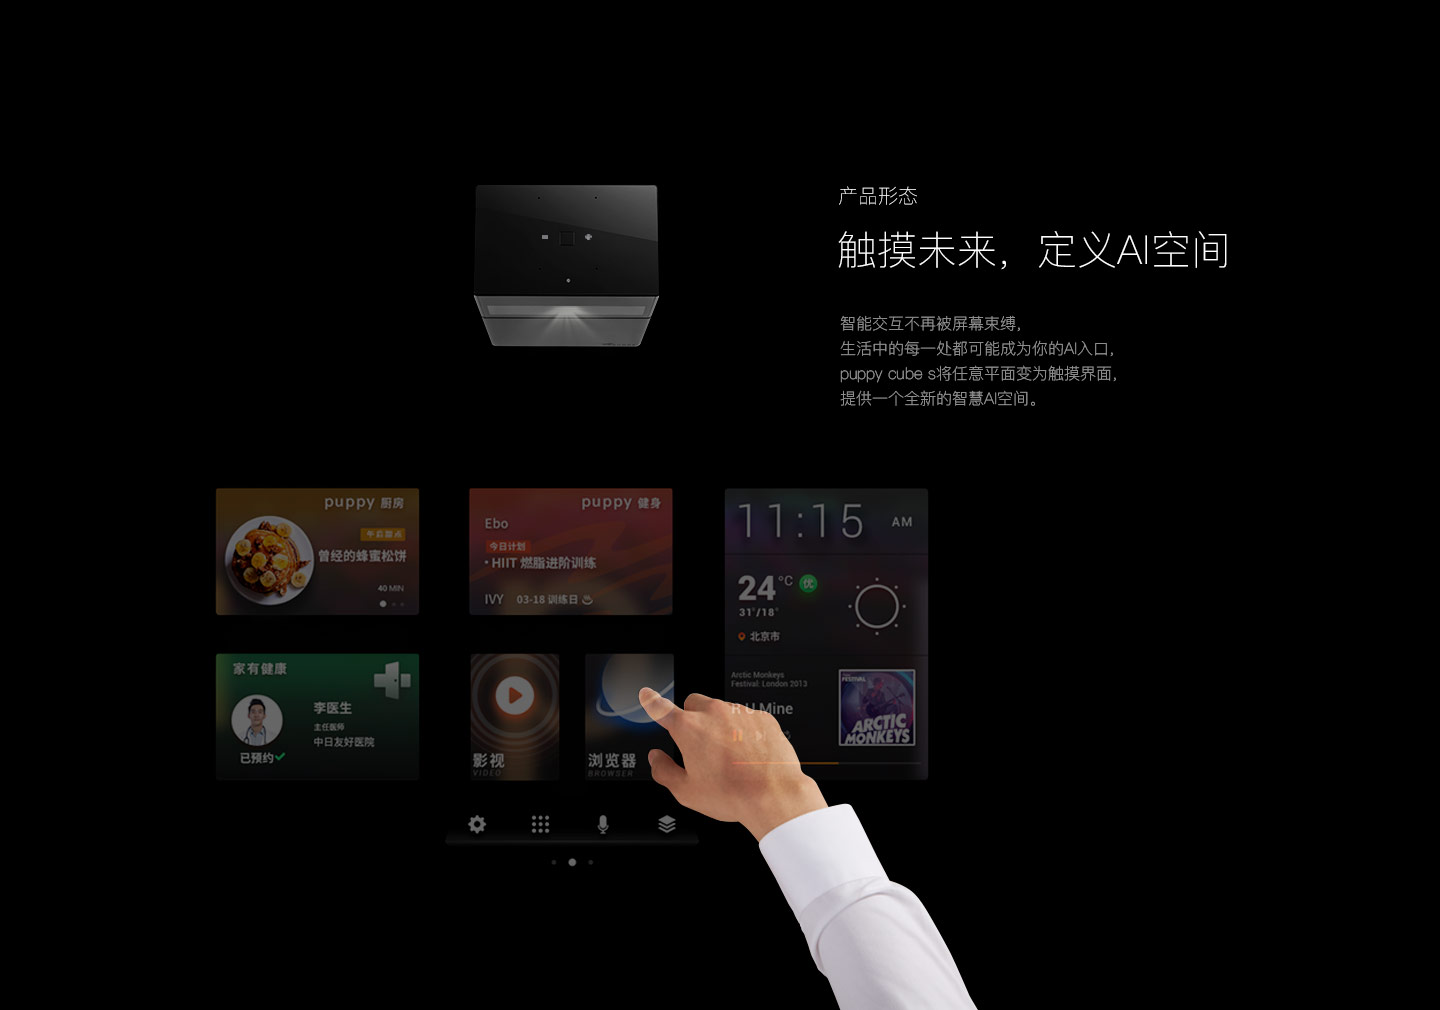 产品形态
触摸未来，定义AI空间
智能交互不再被屏幕束缚，
生活中的每一处都可能成为你的AI入口，
puppy cube s将任意平面变为触摸界面，
提供一个全新的智慧AI空间。
puppy 厨房
午后甜点
曾经的蜂蜜松饼
40 MIN
puppy 健身
Ebo
今日计划
·HIIT 燃脂进阶训练
IVY 03-18 训练日
11:15 AM
24°C 优
31°/18°
北京市
家有健康
李医生
主任医师
中日友好医院
已预约
影视
VIDEO
浏览器
BROWSER
Arctic Monkeys
Festival: London 2013
R U Mine
FESTIVAL
ARCTIC
MONKEYS